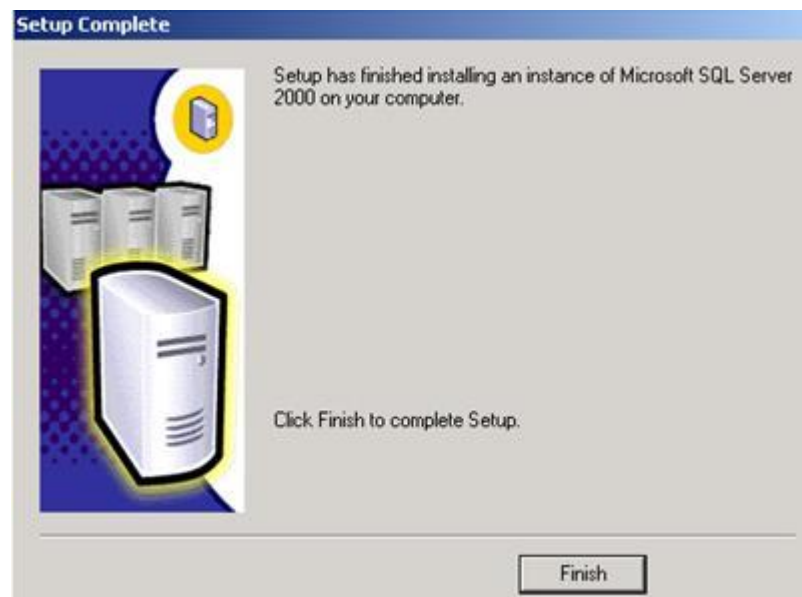 Setup Complete
Setup has finished installing an instance of Microsoft SQL Server
2000 on your computer.
Click Finish to complete Setup.
Finish